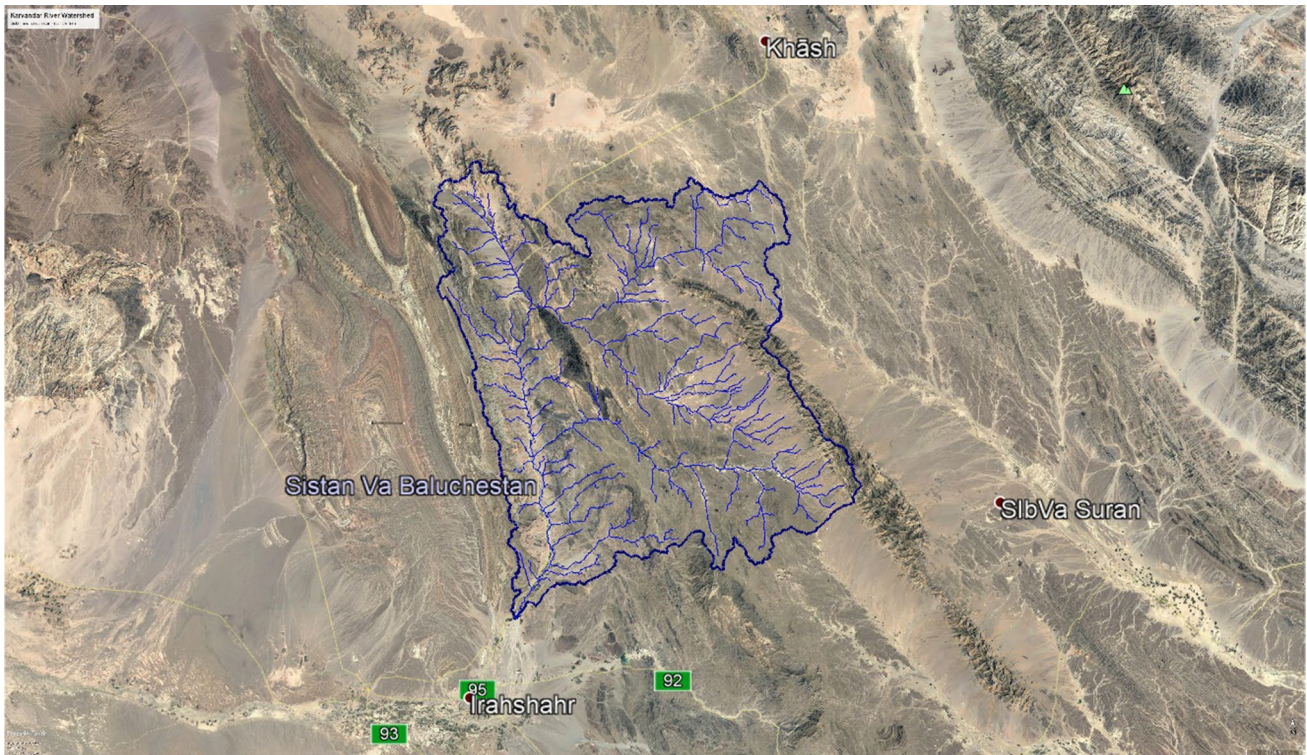 Karvandar River Watershed
Khāsh
Sistan Va Baluchestan
SIbVa Suran
95
Irahshahr
92
93